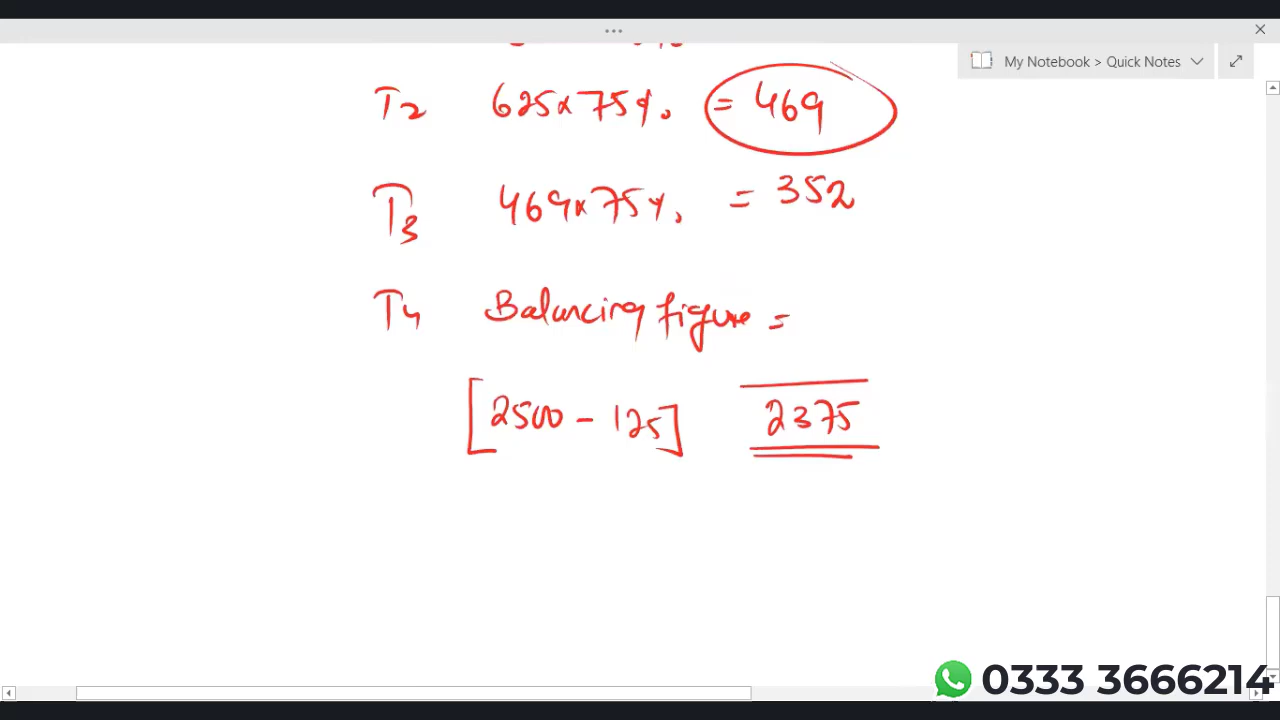 My Notebook > Quick Notes
T2 625x75%. = 469
T3 469x75%. = 352
T4 Balancing figure =
[2500 - 125] 2375
0333 3666214